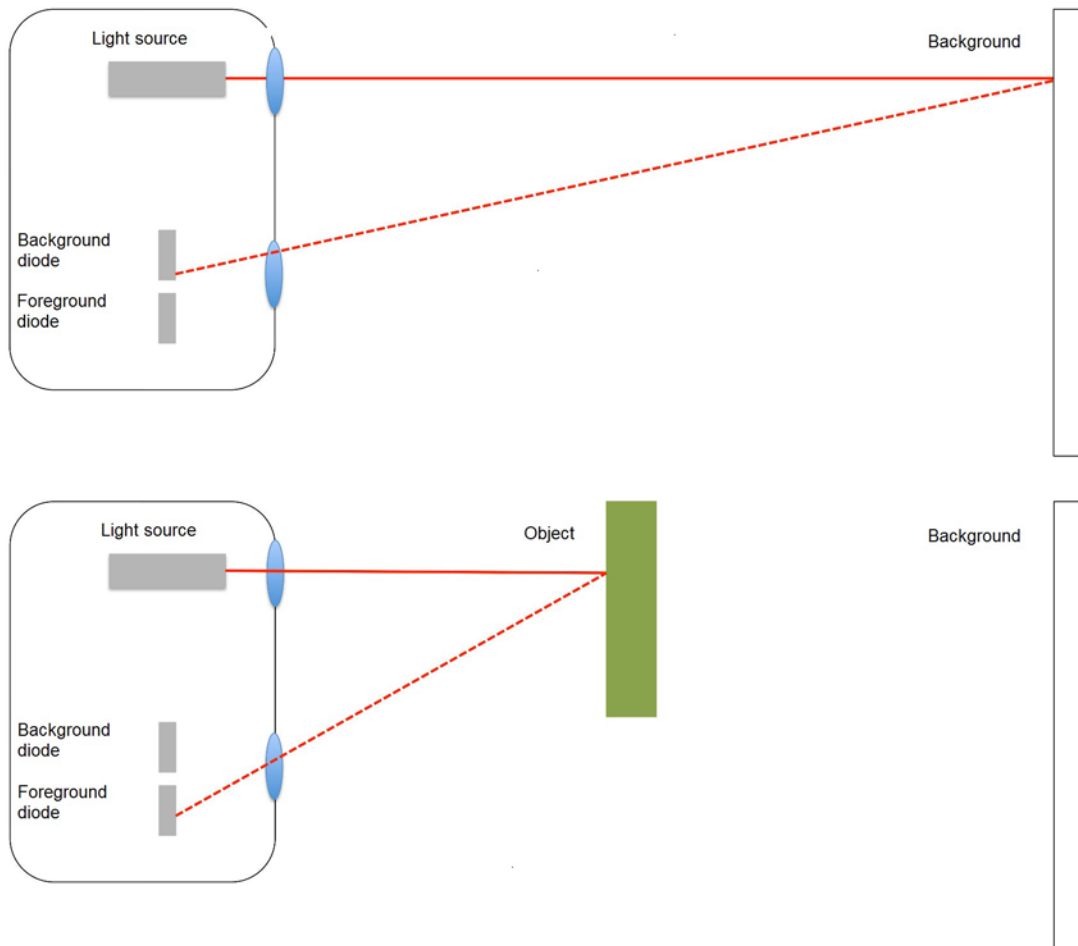 Light source
Background
Background
diode
Foreground
diode
Light source
Object
Background
Background
diode
Foreground
diode